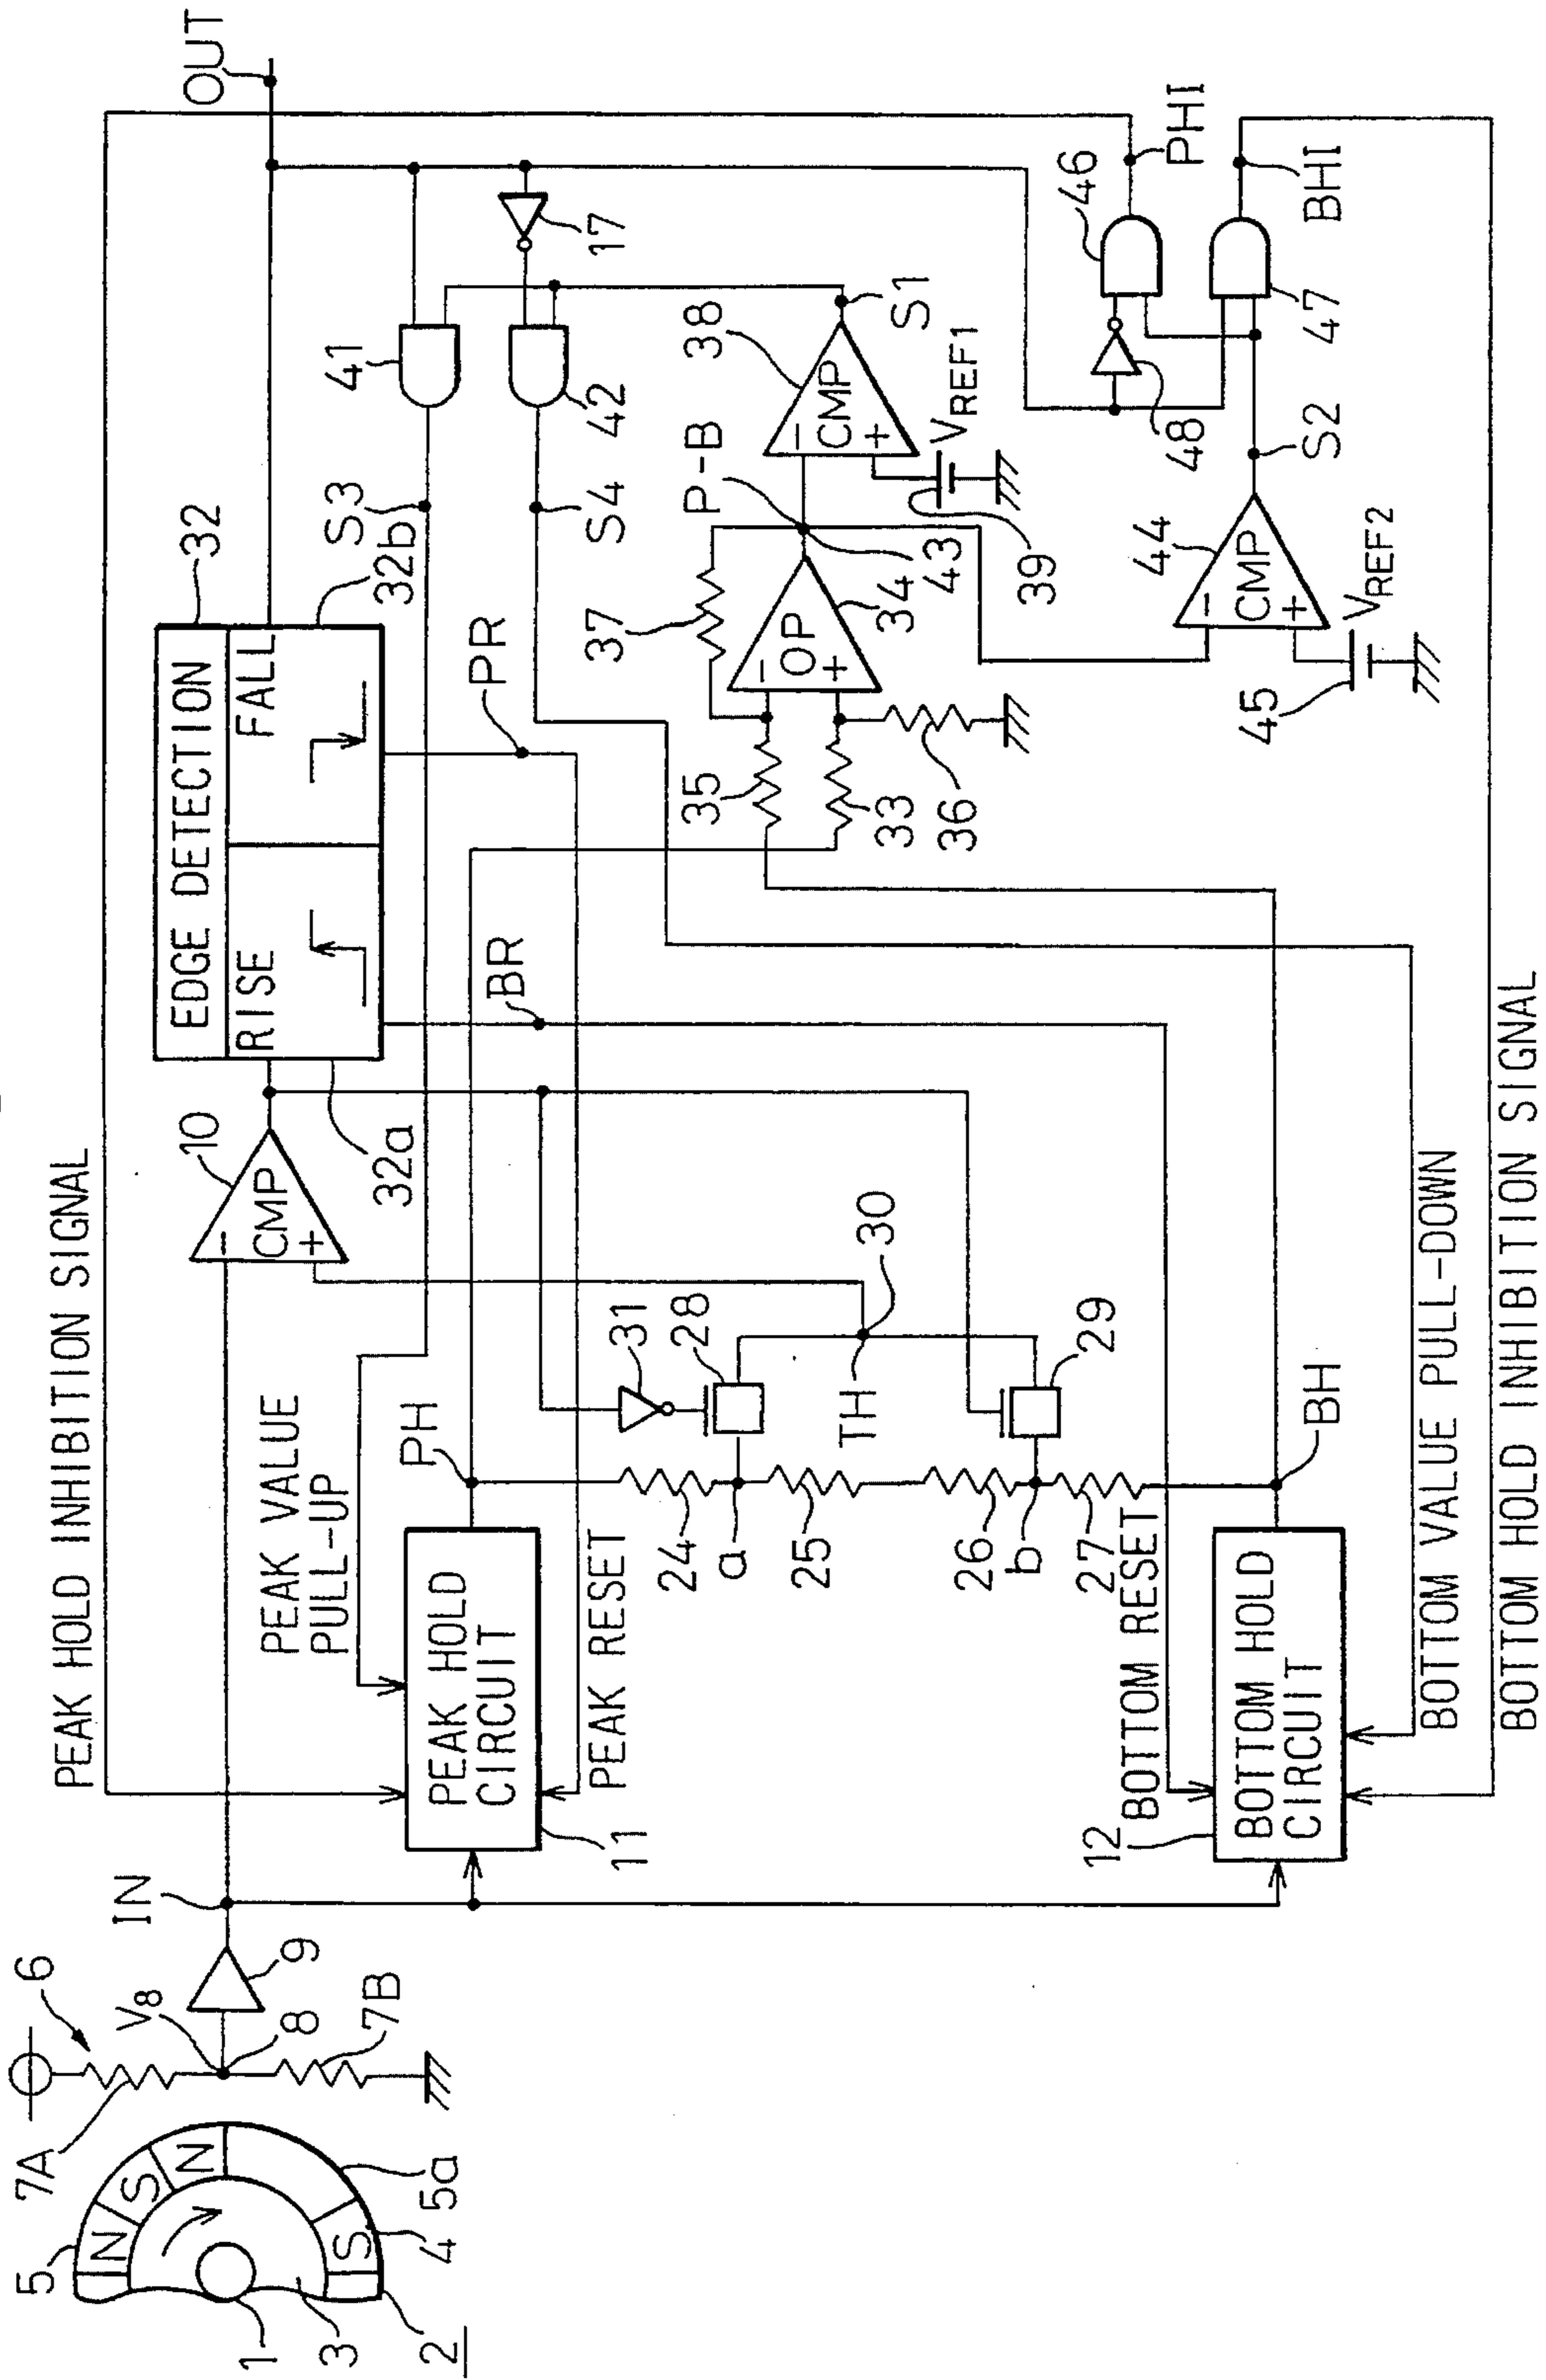 PEAK HOLD INHIBITION SIGNAL
OUT
EDGE DETECTION
32
RISE
FALL
32a
32b
10
CMP
−
+
IN
6
7A
V8
8
7B
9
5
N
S
N
5a
S
4
1
3
2
PEAK VALUE
PULL-UP
PEAK HOLD
CIRCUIT
11
PEAK RESET
PH
24
a
25
26
b
27
31
28
TH
30
29
BR
PR
S3
S4
41
42
17
35
33
36
37
−
OP
+
34
P-B
43
39
38
−
CMP
+
VREF1
S1
44
−
CMP
+
45
VREF2
S2
48
46
47
PHI
BHI
BOTTOM RESET
12
BOTTOM HOLD
CIRCUIT
BH
BOTTOM VALUE PULL-DOWN
BOTTOM HOLD INHIBITION SIGNAL